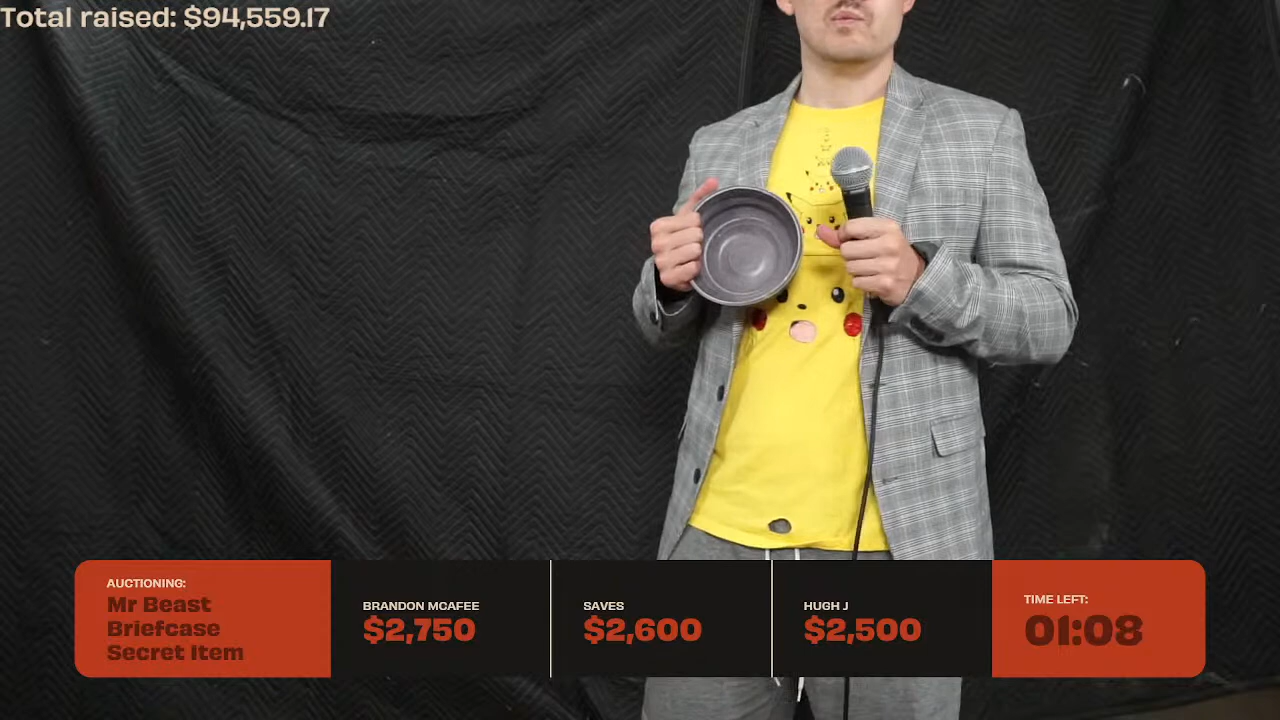 Total raised: $94,559.17
AUCTIONING:
Mr Beast
Briefcase
Secret Item
BRANDON MCAFEE
$2,750
SAVES
$2,600
HUGH J
$2,500
TIME LEFT:
01:08